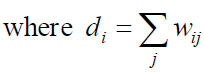 where d_i = ∑_j w_ij